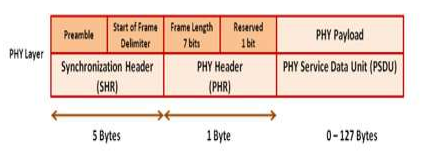 Preamble
Start of Frame
Delimiter
Frame Length
7 bits
Reserved
1 bit
PHY Payload
PHY Layer
Synchronization Header
(SHR)
PHY Header
(PHR)
PHY Service Data Unit (PSDU)
5 Bytes
1 Byte
0 – 127 Bytes